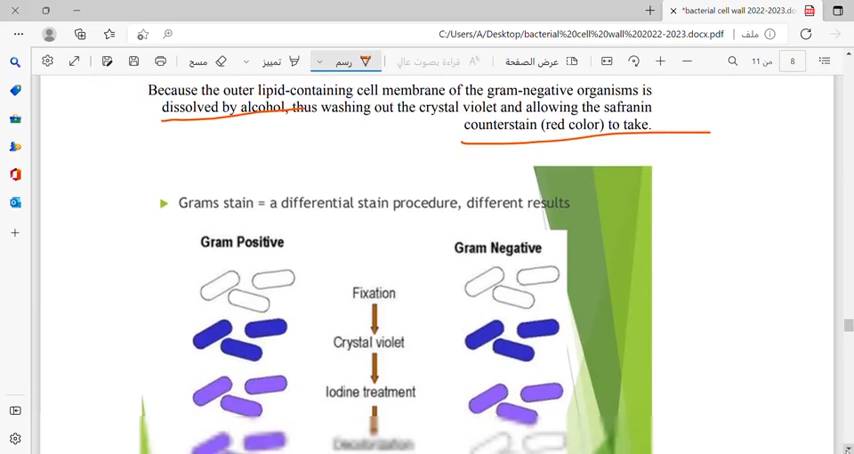 *bacterial cell wall 2022-2023.do
ملف C:/Users/A/Desktop/bacterial%20cell%20wall%202022-2023.docx.pdf
مسح تمييز رسم قراءة بصوت عالي عرض الصفحة 8 من 11
Because the outer lipid-containing cell membrane of the gram-negative organisms is
dissolved by alcohol, thus washing out the crystal violet and allowing the safranin
counterstain (red color) to take.
Grams stain = a differential stain procedure, different results
Gram Positive
Gram Negative
Fixation
Crystal violet
Iodine treatment
Decolorization